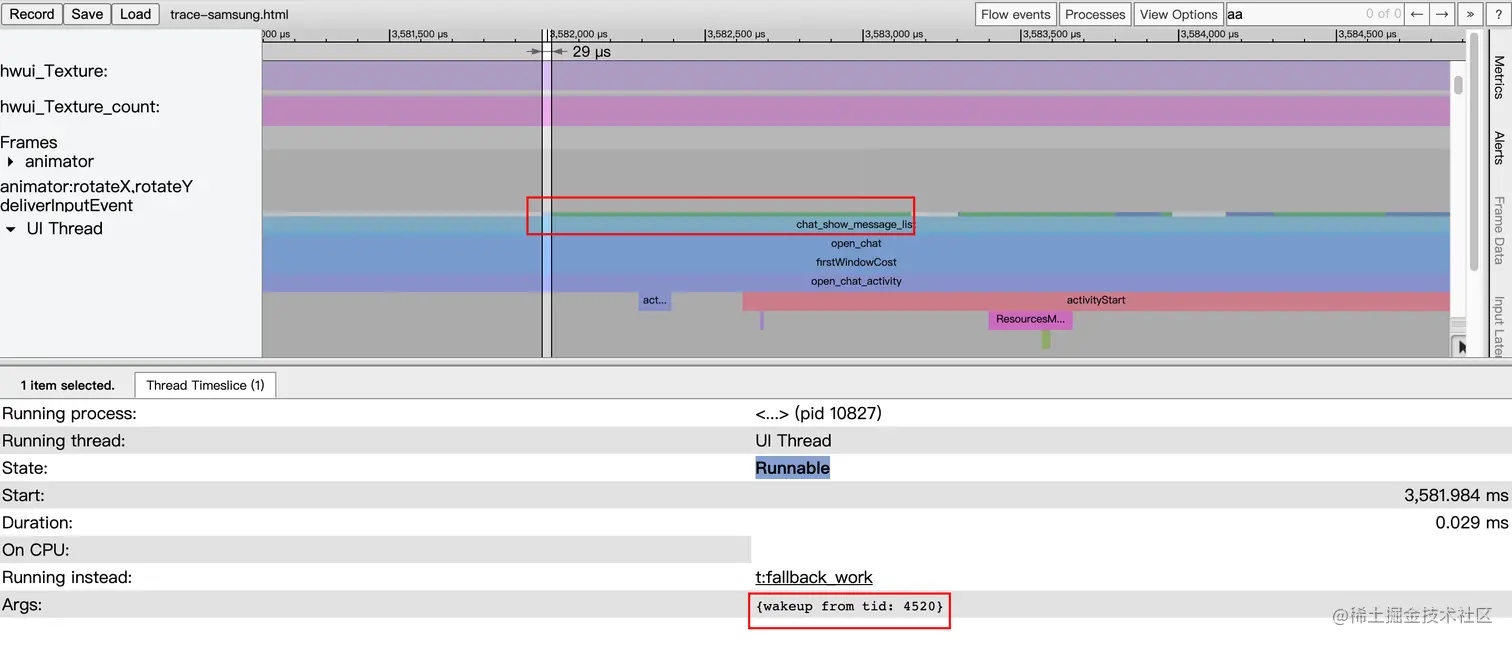 Record Save Load trace-samsung.html Flow events Processes View Options aa 0 of 0 ← → » ?
000 μs 3,581,500 μs 3,582,000 μs 3,582,500 μs 3,583,000 μs 3,583,500 μs 3,584,000 μs 3,584,500 μs
29 μs
hwui_Texture:
hwui_Texture_count:
Frames
animator
animator:rotateX,rotateY
deliverInputEvent
UI Thread
chat_show_message_lis
open_chat
firstWindowCost
open_chat_activity
act... activityStart
ResourcesM...
Metrics
Alerts
Frame Data
Input Late
1 item selected. Thread Timeslice (1)
Running process: <...> (pid 10827)
Running thread: UI Thread
State: Runnable
Start: 3,581.984 ms
Duration: 0.029 ms
On CPU:
Running instead: t:fallback_work
Args: {wakeup from tid: 4520}
@稀土掘金技术社区